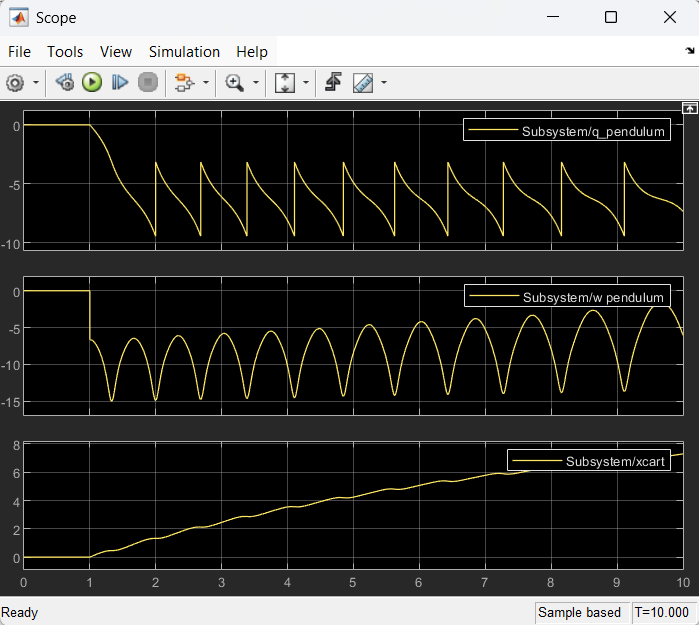 Scope
File Tools View Simulation Help
Subsystem/q_pendulum
0
-5
-10
Subsystem/w pendulum
0
-5
-10
-15
Subsystem/xcart
8
6
4
2
0
0 1 2 3 4 5 6 7 8 9 10
Ready Sample based T=10.000